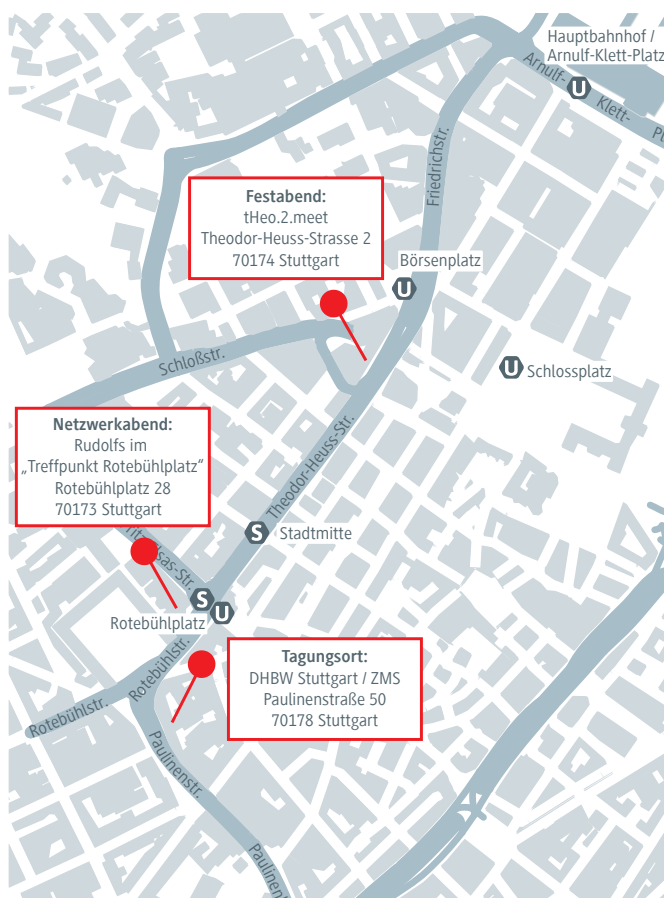 Hauptbahnhof /
Arnulf-Klett-Platz
Arnulf-
U
Klett-
Friedrichstr.
Festabend:
tHeo.2.meet
Theodor-Heuss-Strasse 2
70174 Stuttgart
Börsenplatz
U
Schloßstr.
U Schlossplatz
Netzwerkabend:
Rudolfs im
„Treffpunkt Rotebühlplatz“
Rotebühlplatz 28
70173 Stuttgart
Theodor-Heuss-Str.
S Stadtmitte
S
U
Rotebühlplatz
Rotebühlstr.
Tagungsort:
DHBW Stuttgart / ZMS
Paulinenstraße 50
70178 Stuttgart
Rotebühlstr.
Paulinenstr.